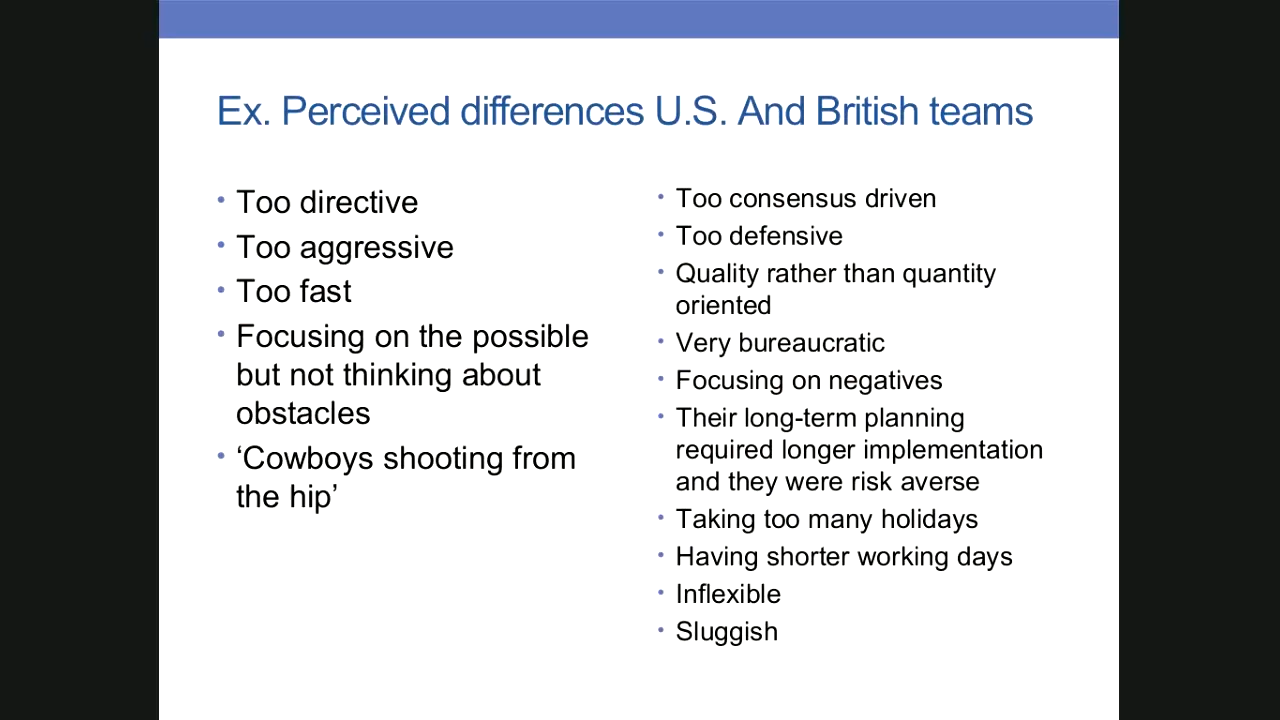 Ex. Perceived differences U.S. And British teams
• Too directive
• Too aggressive
• Too fast
• Focusing on the possible
but not thinking about
obstacles
• ‘Cowboys shooting from
the hip’
• Too consensus driven
• Too defensive
• Quality rather than quantity
oriented
• Very bureaucratic
• Focusing on negatives
• Their long-term planning
required longer implementation
and they were risk averse
• Taking too many holidays
• Having shorter working days
• Inflexible
• Sluggish